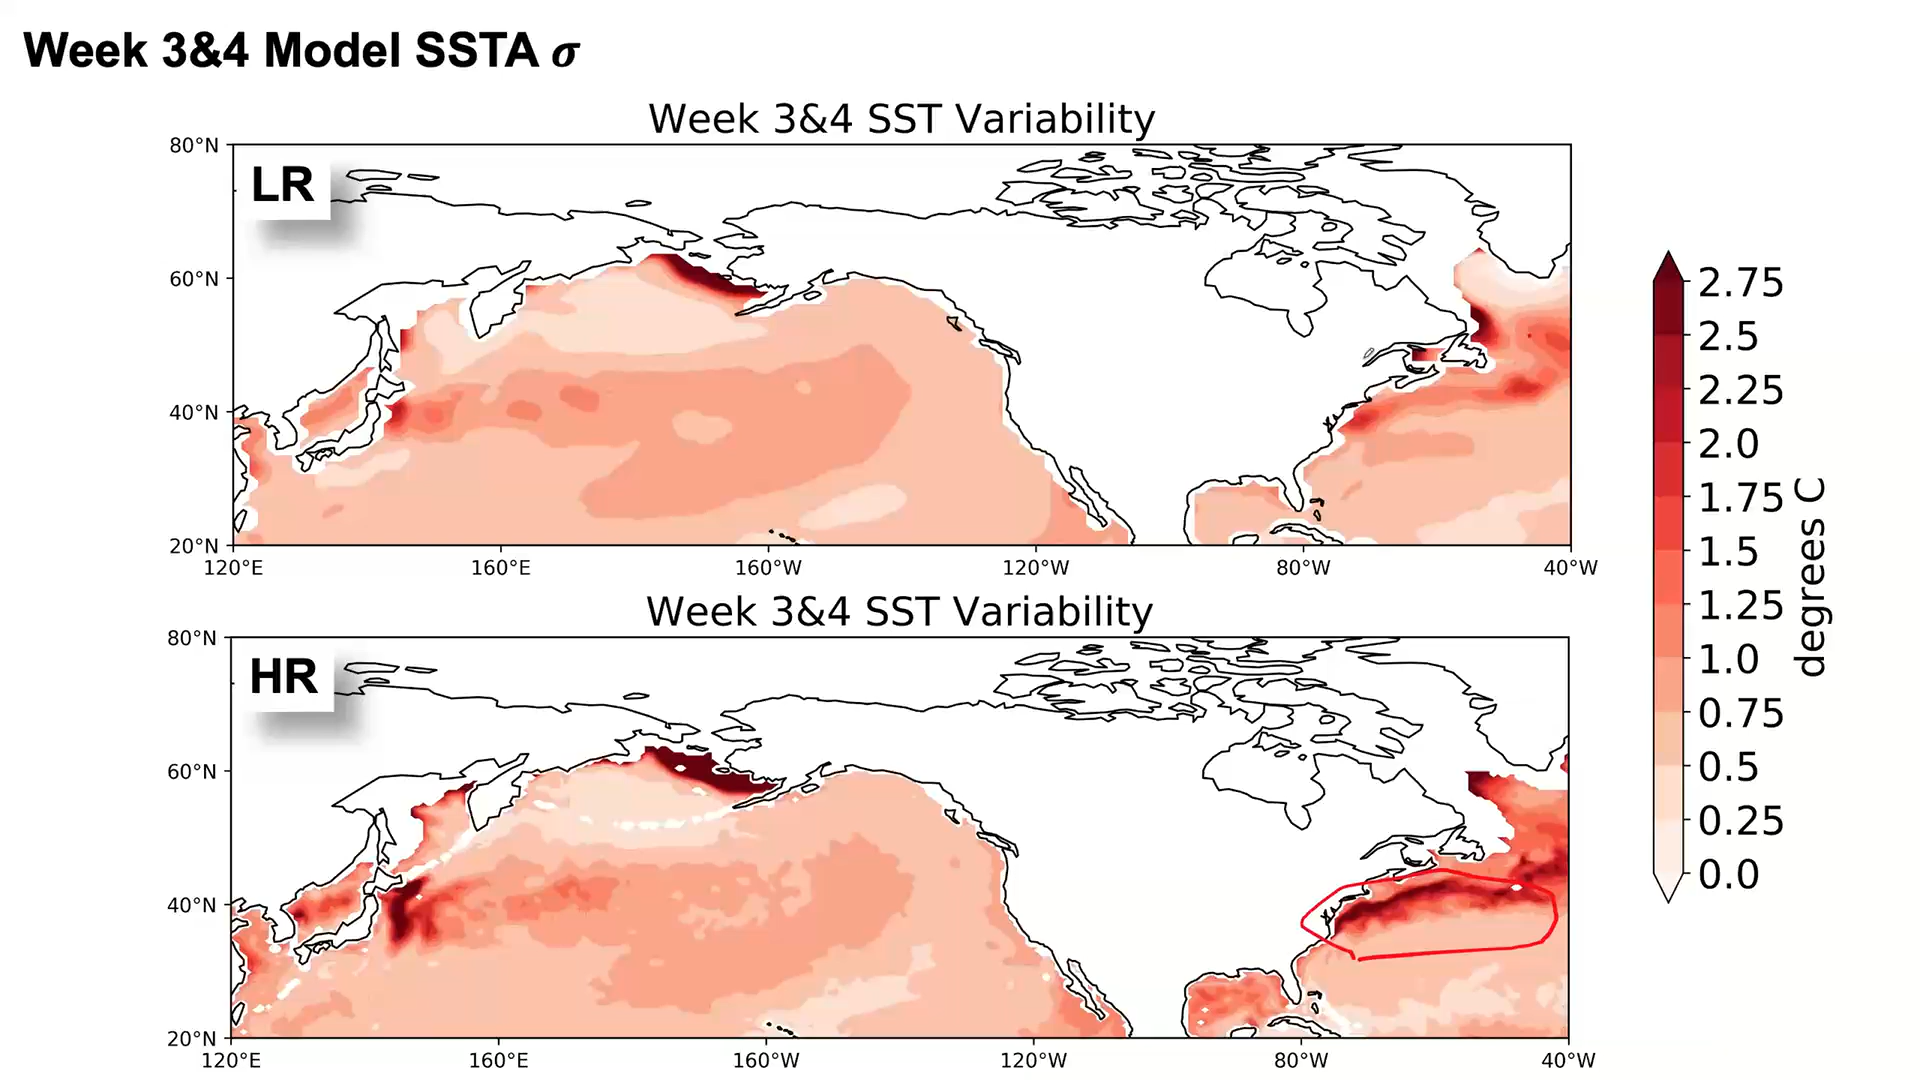 Week 3&4 Model SSTA σ
Week 3&4 SST Variability
LR
80°N
60°N
40°N
20°N
120°E 160°E 160°W 120°W 80°W 40°W
Week 3&4 SST Variability
HR
80°N
60°N
40°N
20°N
120°E 160°E 160°W 120°W 80°W 40°W
2.75
2.5
2.25
2.0
1.75
1.5
1.25
1.0
0.75
0.5
0.25
0.0
degrees C